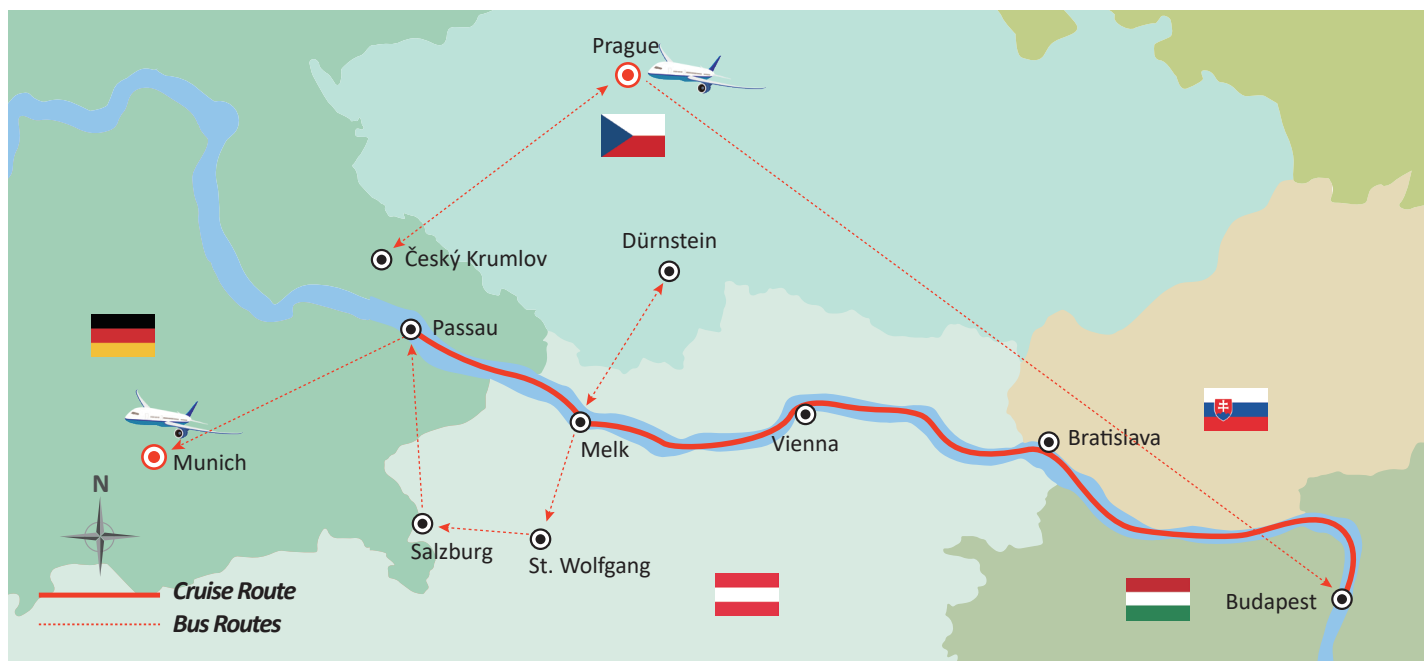 Prague
Dürnstein
Český Krumlov
Passau
Melk
Vienna
Bratislava
Munich
N
Salzburg
St. Wolfgang
Budapest
Cruise Route
Bus Routes